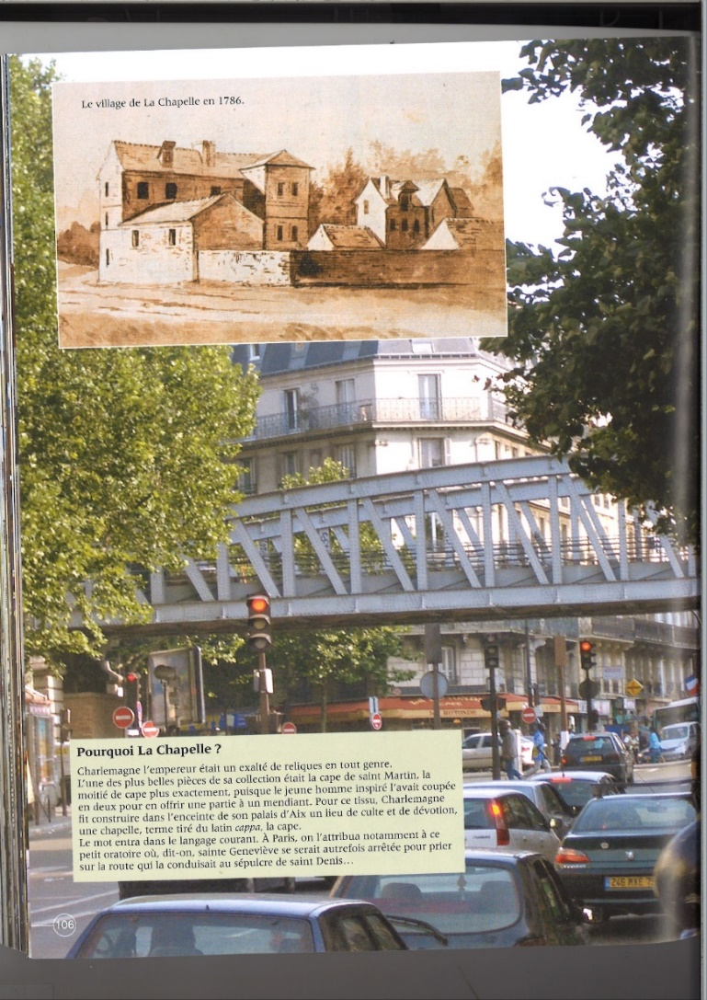 Le village de La Chapelle en 1786.
LA ROTONDE
Pourquoi La Chapelle ?
Charlemagne l'empereur était un exalté de reliques en tout genre.
L'une des plus belles pièces de sa collection était la cape de saint Martin, la
moitié de cape plus exactement, puisque le jeune homme inspiré l'avait coupée
en deux pour en offrir une partie à un mendiant. Pour ce tissu, Charlemagne
fit construire dans l'enceinte de son palais d'Aix un lieu de culte et de dévotion,
une chapelle, terme tiré du latin cappa, la cape.
Le mot entra dans le langage courant. À Paris, on l'attribua notamment à ce
petit oratoire où, dit-on, sainte Geneviève se serait autrefois arrêtée pour prier
sur la route qui la conduisait au sépulcre de saint Denis…
106